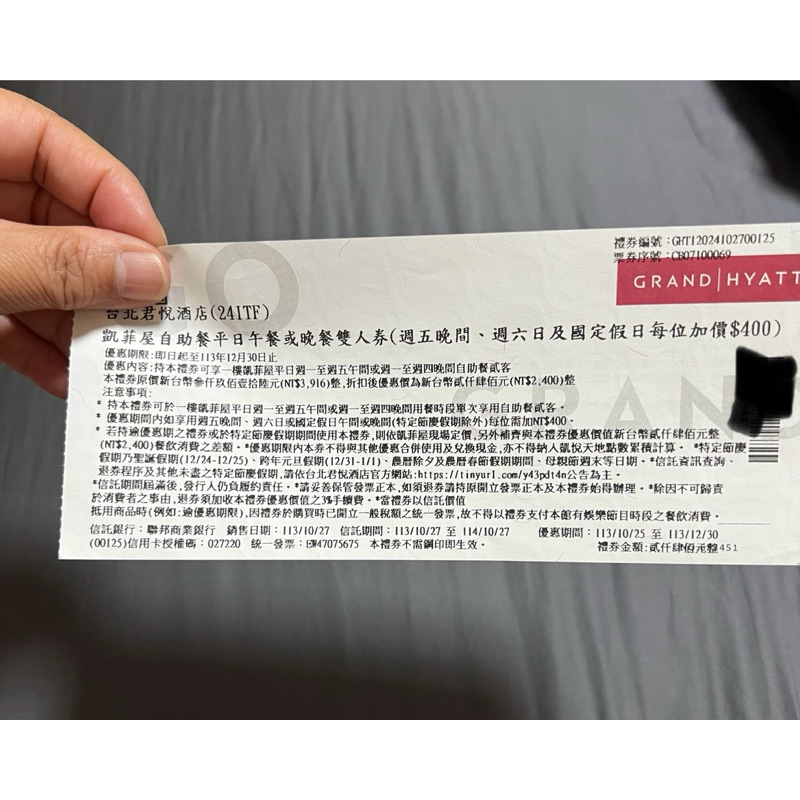 禮券編號：GHT12024102700125
票券序號：CB07100069
GRAND HYATT
台北君悅酒店(24ITF)
凱菲屋自助餐平日午餐或晚餐雙人券(週五晚間、週六日及國定假日每位加價$400)
優惠期限:即日起至113年12月30日止
優惠內容:持本禮券可享一樓凱菲屋平日週一至週五午間或週一至週四晚間自助餐貳客
本禮券原價新台幣參仟玖佰壹拾陸元(NT$3,916)整,折扣後優惠價為新台幣貳仟肆佰元(NT$2,400)整
注意事項:
* 持本禮券可於一樓凱菲屋平日週一至週五午間或週一至週四晚間用餐時段單次享用自助餐貳客。
* 優惠期間內如享用週五晚間、週六日或國定假日午間或晚間(特定節慶假期除外)每位需加NT$400。
* 若持逾優惠期之禮券或於特定節慶假期期間使用本禮券,則依凱菲屋現場定價,另外補齊與本禮券優惠價值新台幣貳仟肆佰元整
(NT$2,400)餐飲消費之差額。*優惠期限內本券不得與其他優惠合併使用及兌換現金,亦不得納入凱悅天地點數累積計算。 *特定節慶
假期乃聖誕假期(12/24-12/25)、跨年元旦假期(12/31-1/1)、農曆除夕及農曆春節假期期間、母親節週末等日期。*信託資訊查詢、
退券程序及其他未盡之特定節慶假期,請依台北君悅酒店官方網站:https://tinyurl.com/y43pdt4n公告為主。
*信託期間屆滿後,發行人仍負履約責任。*請妥善保管發票正本,如須退券請持原開立發票正本及本禮券始得辦理。*除因不可歸責
於消費者之事由,退券須加收本禮券優惠價值之3%手續費。*當禮券以信託價值
抵用商品時(例如:逾優惠期限),因禮券於購買時已開立一般稅額之統一發票,故不得以禮券支付本館有娛樂節目時段之餐飲消費。
信託銀行：聯邦商業銀行 銷售日期：113/10/27 信託期間：113/10/27 至 114/10/27 優惠期間：113/10/25 至 113/12/30
(00125)信用卡授權碼：027220 統一發票：EW47075675 本禮券不需鋼印即生效。 禮券金額:貳仟肆佰元整451